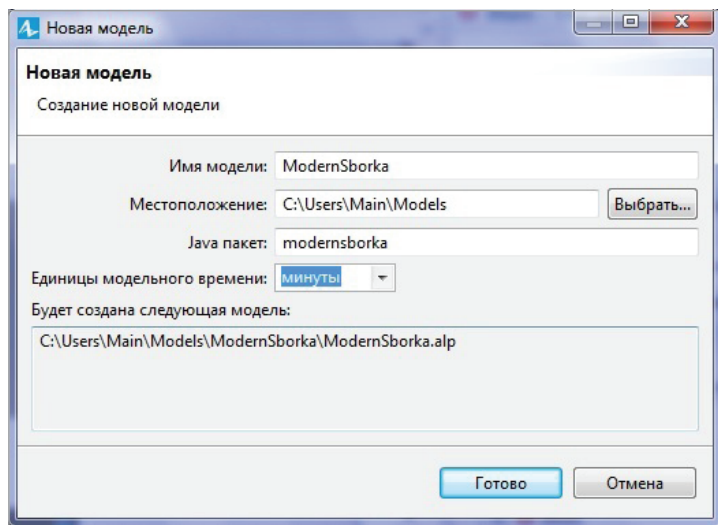 Новая модель
Новая модель
Создание новой модели
Имя модели: ModernSborka
Местоположение: C:\Users\Main\Models Выбрать...
Java пакет: modernsborka
Единицы модельного времени: минуты
Будет создана следующая модель:
C:\Users\Main\Models\ModernSborka\ModernSborka.alp
Готово Отмена